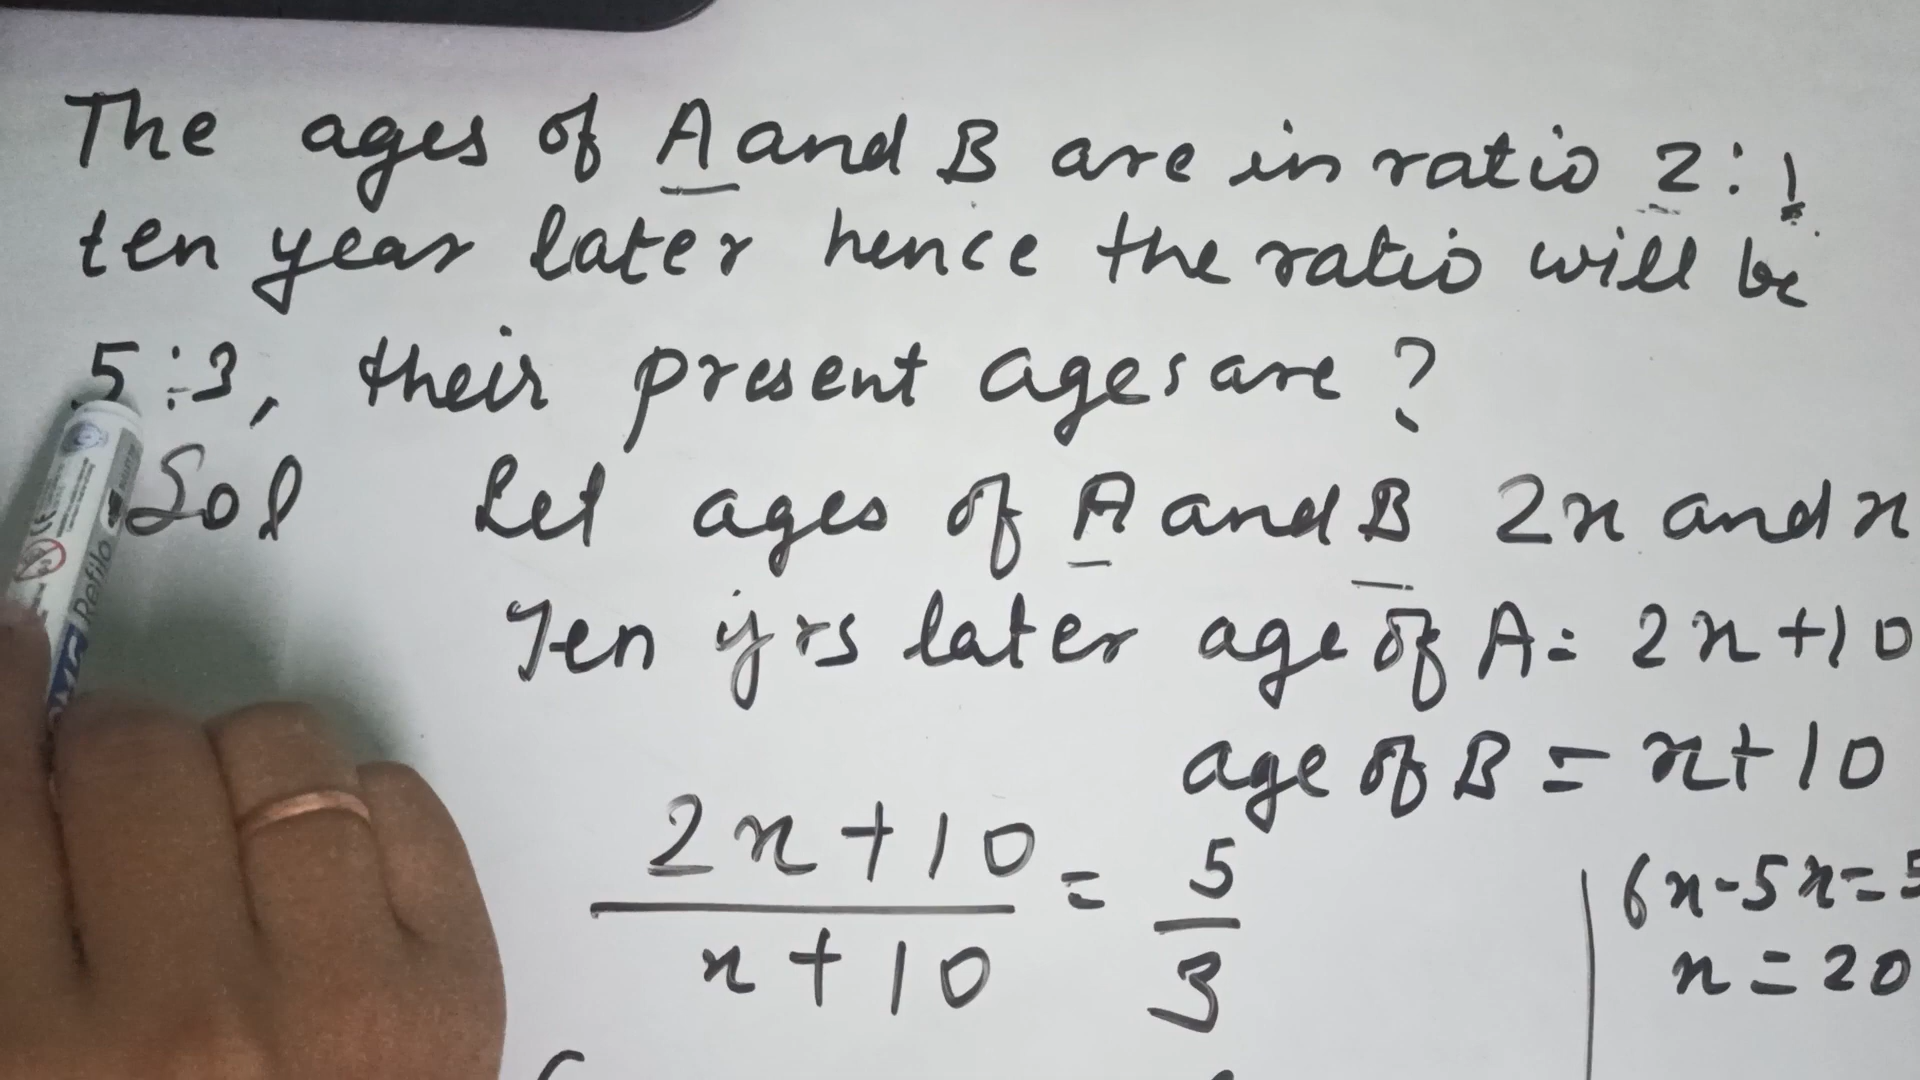 The ages of A and B are in ratio 2:1
ten year later hence the ratio will be
5:3, their present ages are ?
Sol Let ages of A and B 2x and x
Ten yrs later age of A = 2x+10
age of B = x+10
2x+10
x+10
=
5
3
6x-5x=5
x=20
Refilo